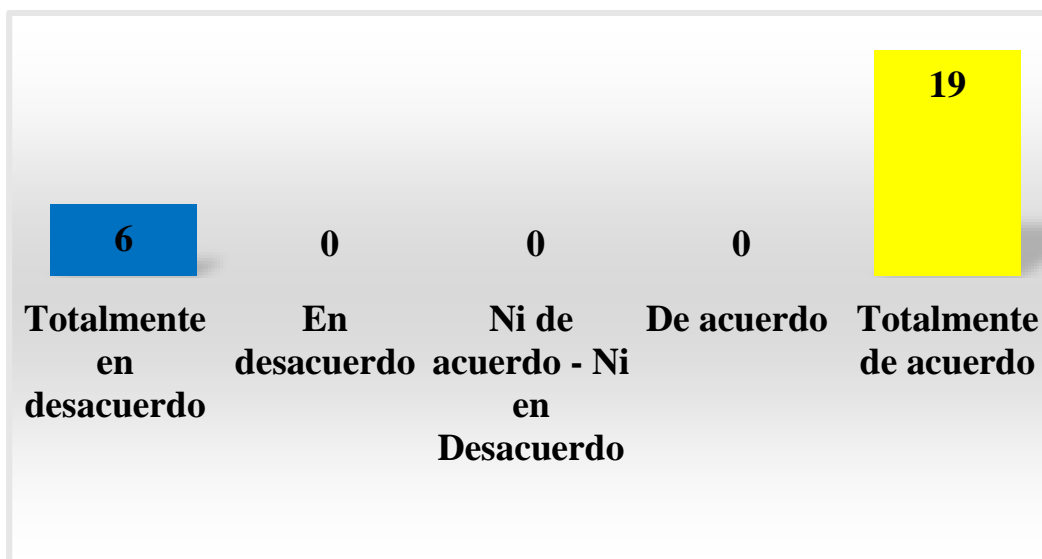 19
6
0
0
0
Totalmente
en
desacuerdo
En
desacuerdo
Ni de
acuerdo - Ni
en
Desacuerdo
De acuerdo
Totalmente
de acuerdo